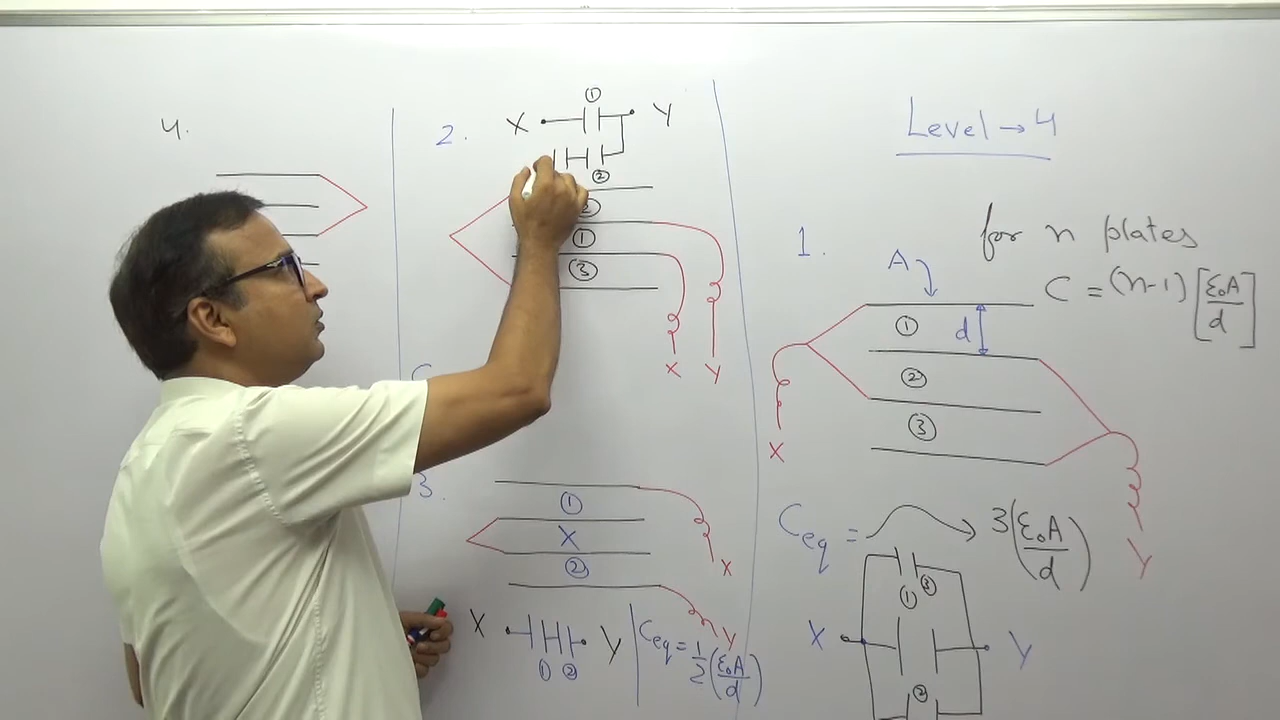 4.
2.
①
X Y
②
②
①
③
X Y
3.
①
X
②
X
Y
X Y
① ②
Ceq = 1/2 (ε₀A/d)
Level → 4
1.
for n plates
A
C = (n-1) [ε₀A/d]
①
d
②
③
X
Y
Ceq = → 3(ε₀A/d)
① ③
X Y
②